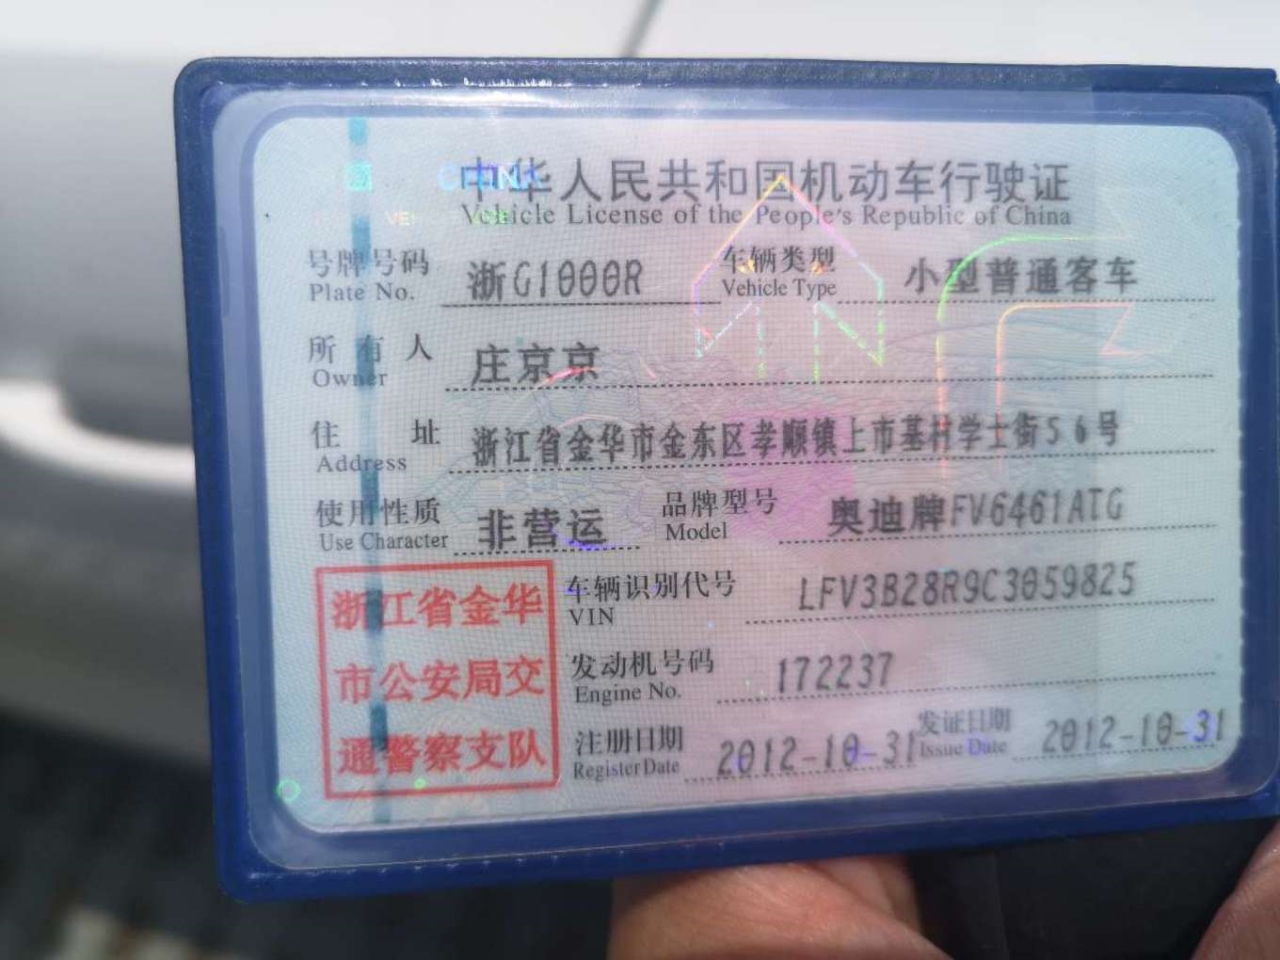 中华人民共和国机动车行驶证
Vehicle License of the People's Republic of China
号牌号码 浙G1000R 车辆类型 小型普通客车
Plate No. Vehicle Type
所有人 庄京京
Owner
住址 浙江省金华市金东区孝顺镇上市基村学士街56号
Address
使用性质 非营运 品牌型号 奥迪牌FV6461ATG
Use Character Model
浙江省金华
市公安局交
通警察支队
车辆识别代号 LFV3B28R9C3059825
VIN
发动机号码 172237
Engine No.
注册日期 2012-10-31 发证日期 2012-10-31
Register Date Issue Date